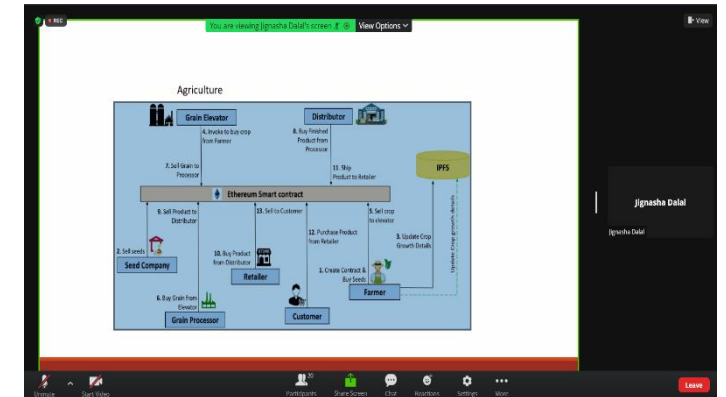 REC
You are viewing Jignasha Dalal's screen
View Options
View
Agriculture
Grain Elevator
Distributor
4. Invoke to buy crop
from Farmer
8. Buy Finished
Product from
Processor
7. Sell Grain to
Processor
11. Ship
Product to Retailer
IPFS
Ethereum Smart contract
9. Sell Product to
Distributor
13. Sell to Customer
5. Sell crop
to elevator
12. Purchase Product
from Retailer
3. Update Crop
Growth Details
Update Crop growth details
2. Sell seeds
Seed Company
10. Buy Product
from Distributor
Retailer
1. Create Contract &
Buy Seeds
Farmer
6. Buy Grain from
Elevator
Grain Processor
Customer
Jignasha Dalal
Jignasha Dalal
Unmute
Start Video
Participants
20
Share Screen
Chat
Reactions
Settings
More
Leave